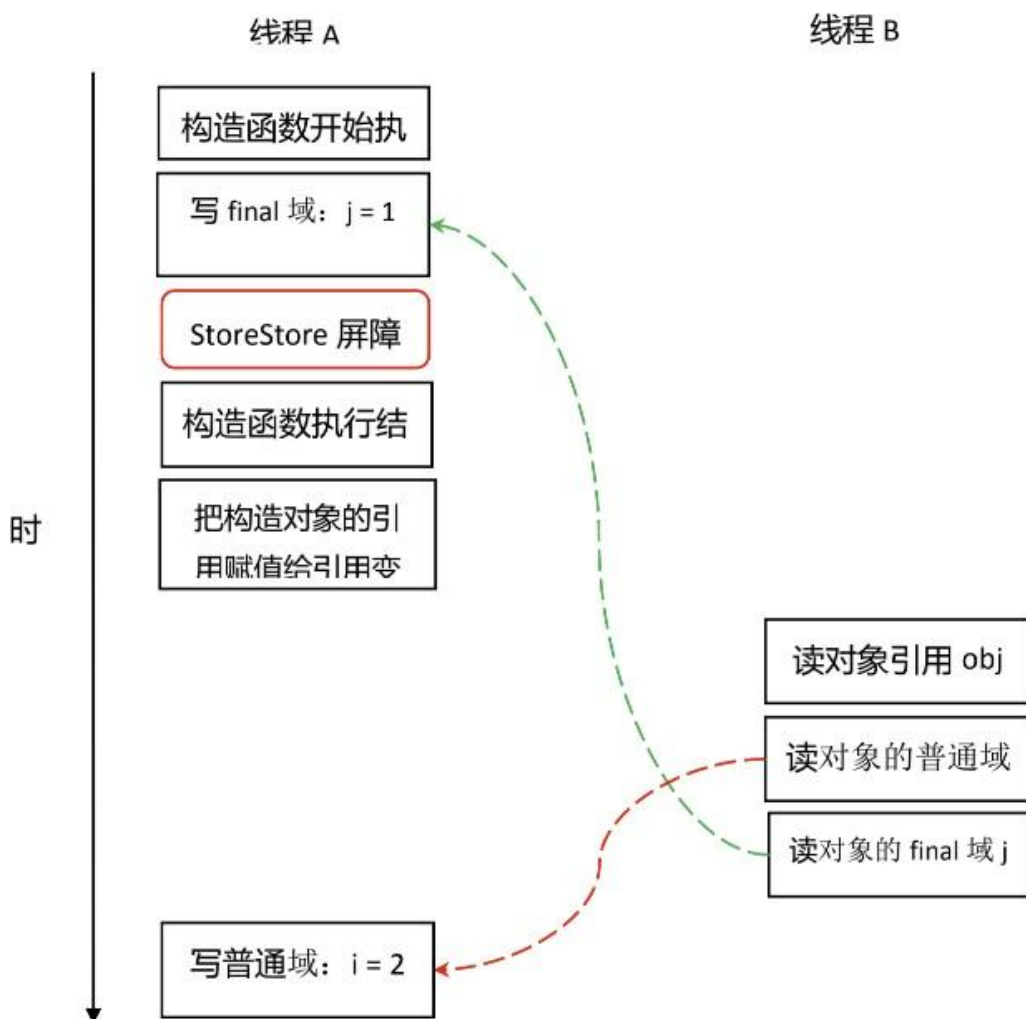 线程 A
线程 B
构造函数开始执
写 final 域：j = 1
StoreStore 屏障
构造函数执行结
把构造对象的引
用赋值给引用变
时
读对象引用 obj
读对象的普通域
读对象的 final 域 j
写普通域：i = 2